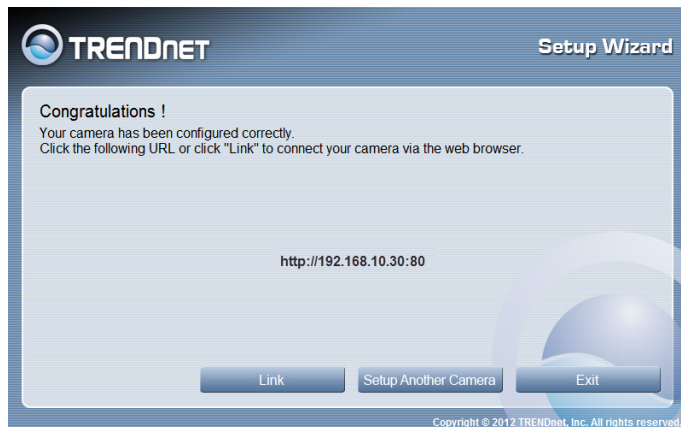 TRENDNET
Setup Wizard
Congratulations !
Your camera has been configured correctly.
Click the following URL or click "Link" to connect your camera via the web browser.
http://192.168.10.30:80
Link
Setup Another Camera
Exit
Copyright © 2012 TRENDnet, Inc. All rights reserved.